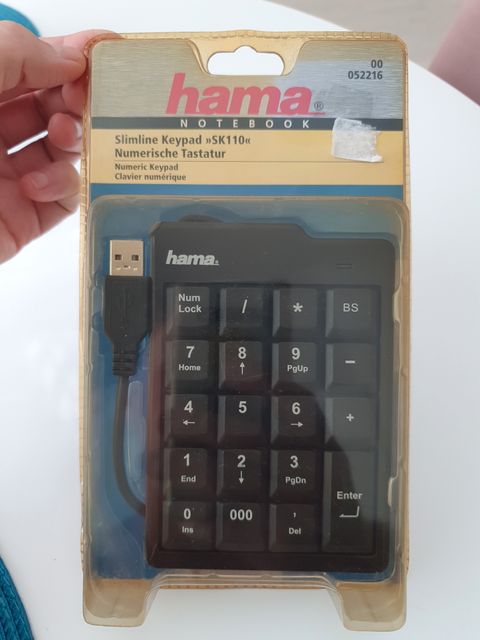 00
052216
hama®
NOTEBOOK
Slimline Keypad »SK110«
Numerische Tastatur
Numeric Keypad
Clavier numérique
hama.
Num Lock / * BS
7 Home 8 ↑ 9 PgUp -
4 ← 5 6 → +
1 End 2 ↓ 3 PgDn Enter
0 Ins 000 , Del